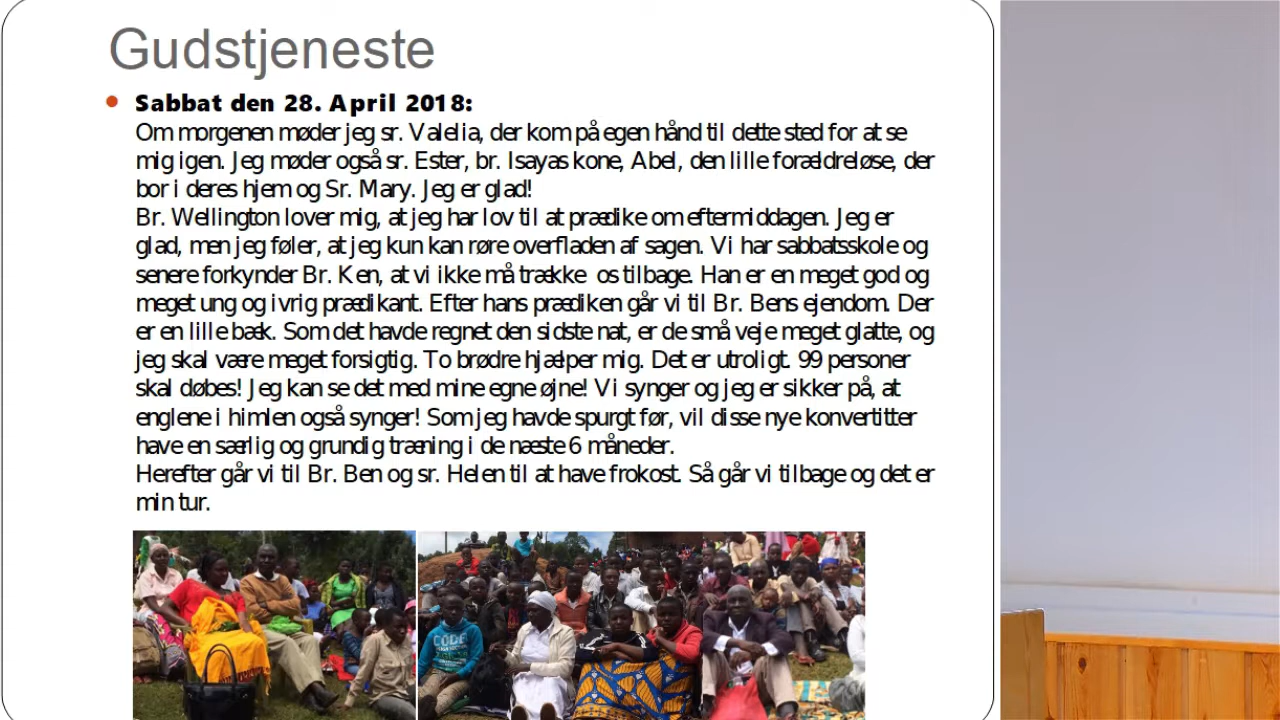 Gudstjeneste
Sabbat den 28. April 2018:
Om morgenen møder jeg sr. Valelia, der kom på egen hånd til dette sted for at se
mig igen. Jeg møder også sr. Ester, br. Isayas kone, Abel, den lille forældreløse, der
bor i deres hjem og Sr. Mary. Jeg er glad!
Br. Wellington lover mig, at jeg har lov til at prædike om eftermiddagen. Jeg er
glad, men jeg føler, at jeg kun kan røre overfladen af sagen. Vi har sabbatsskole og
senere forkynder Br. Ken, at vi ikke må trække os tilbage. Han er en meget god og
meget ung og ivrig prædikant. Efter hans prædiken går vi til Br. Bens ejendom. Der
er en lille bæk. Som det havde regnet den sidste nat, er de små veje meget glatte, og
jeg skal være meget forsigtig. To brødre hjælper mig. Det er utroligt. 99 personer
skal døbes! Jeg kan se det med mine egne øjne! Vi synger og jeg er sikker på, at
englene i himlen også synger! Som jeg havde spurgt før, vil disse nye konvertitter
have en særlig og grundig træning i de næste 6 måneder.
Herefter går vi til Br. Ben og sr. Helen til at have frokost. Så går vi tilbage og det er
min tur.
CODE